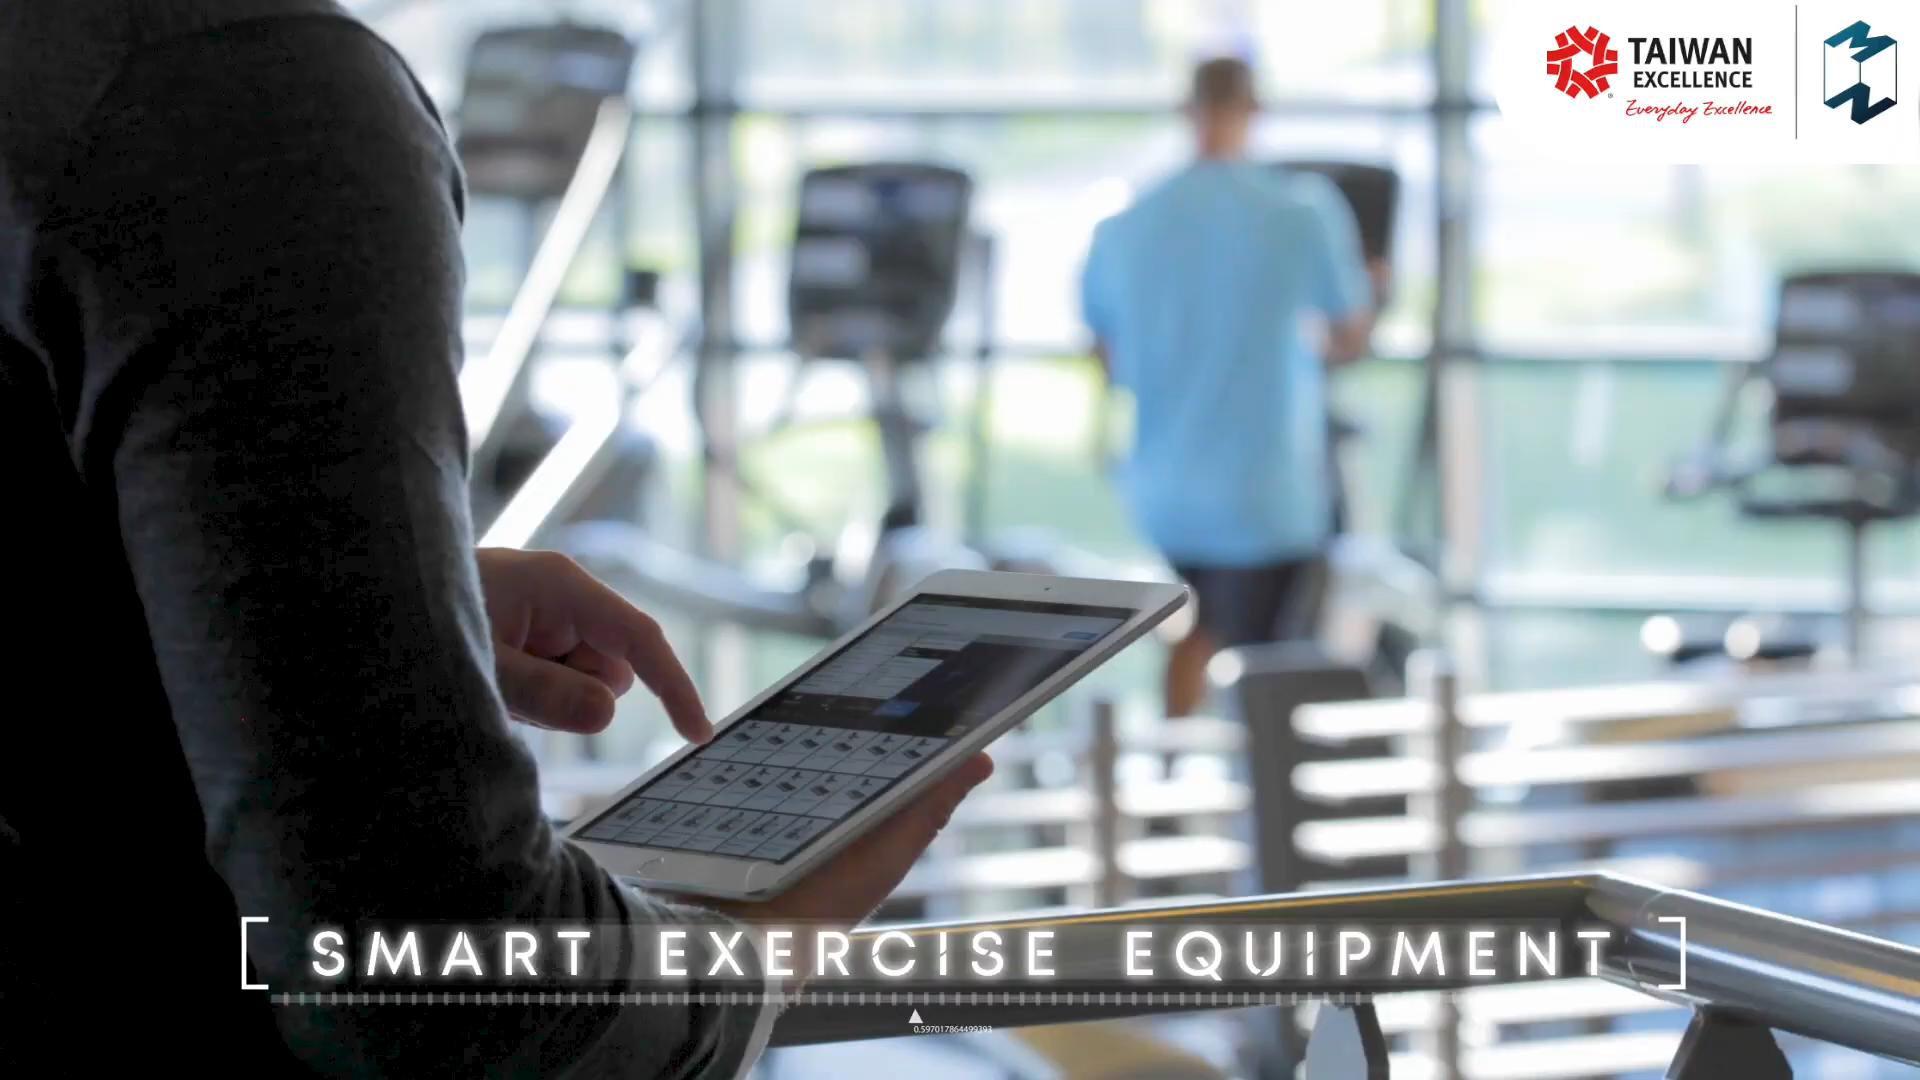 TAIWAN
EXCELLENCE
Everyday Excellence
SMART EXERCISE EQUIPMENT
0.597017864499393